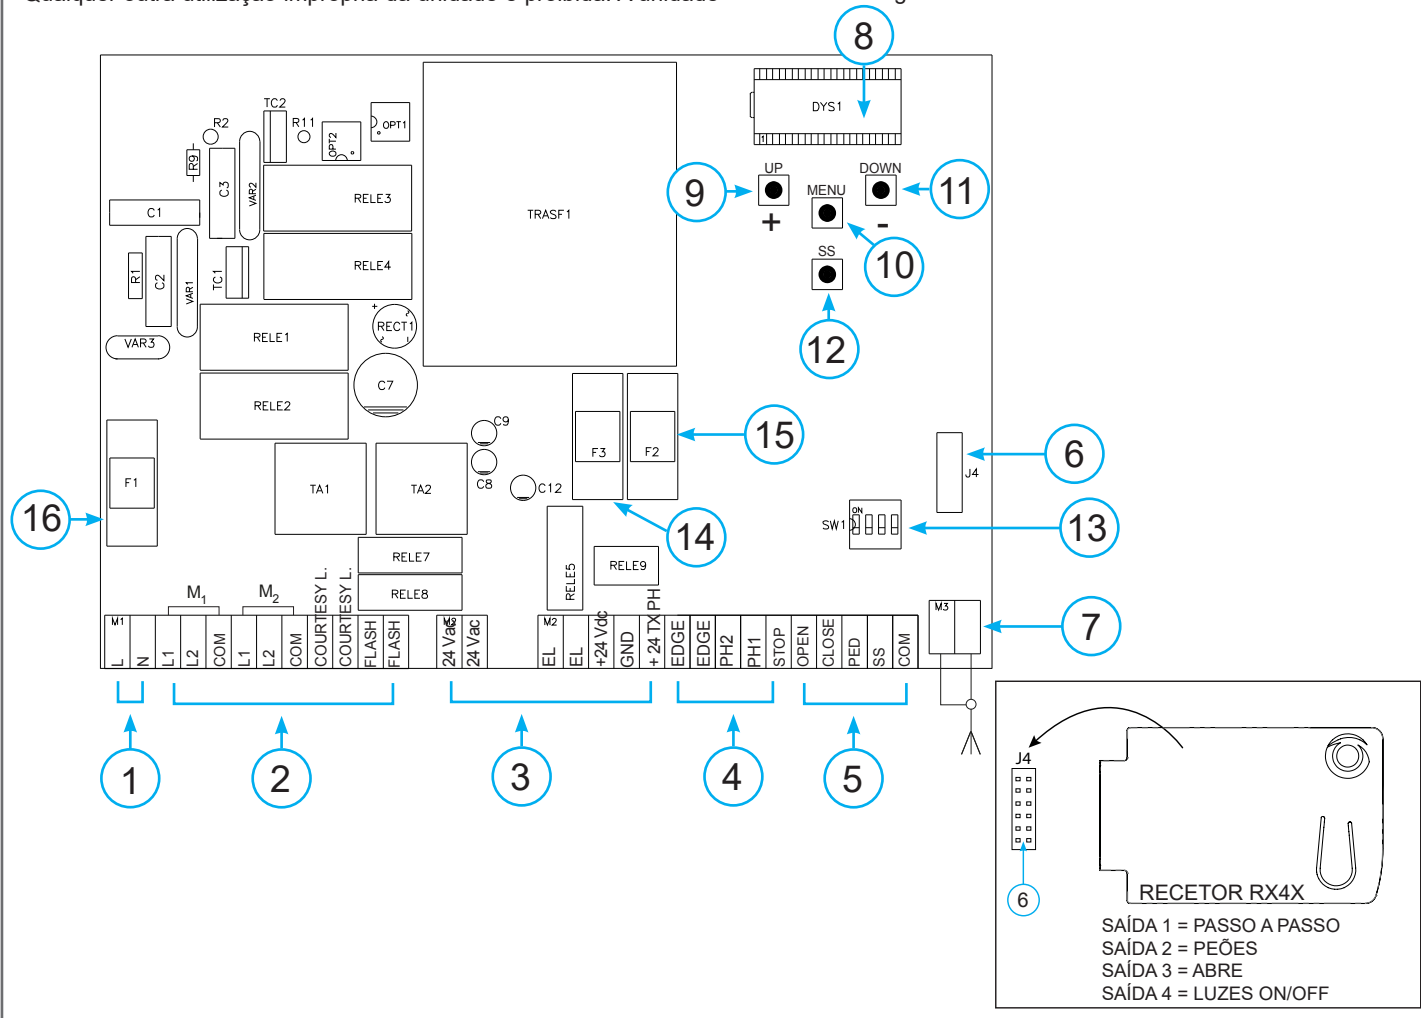 8
DYS1
1
TC2
R2
R11
OPT1
OPT2
R9
C3
VAR2
RELE3
TRASF1
UP
DOWN
MENU
9
+
-
11
10
SS
12
C1
RELE4
R1
C2
VAR1
TC1
VAR3
RELE1
+
RECT1
RELE2
C7
C9
C8
C12
F3
F2
15
14
6
J4
F1
16
TA1
TA2
ON
SW1
13
RELE7
RELE8
RELE5
RELE9
M1
M2
M1
L
N
L1
L2
COM
L1
L2
COM
COURTESY L.
COURTESY L.
FLASH
FLASH
M2
24 Vac
24 Vac
M2
EL
EL
+24 Vdc
GND
+ 24 TX PH
EDGE
EDGE
PH2
PH1
STOP
OPEN
CLOSE
PED
SS
COM
M3
7
1
2
3
4
5
J4
6
RECETOR RX4X
SAÍDA 1 = PASSO A PASSO
SAÍDA 2 = PEÕES
SAÍDA 3 = ABRE
SAÍDA 4 = LUZES ON/OFF